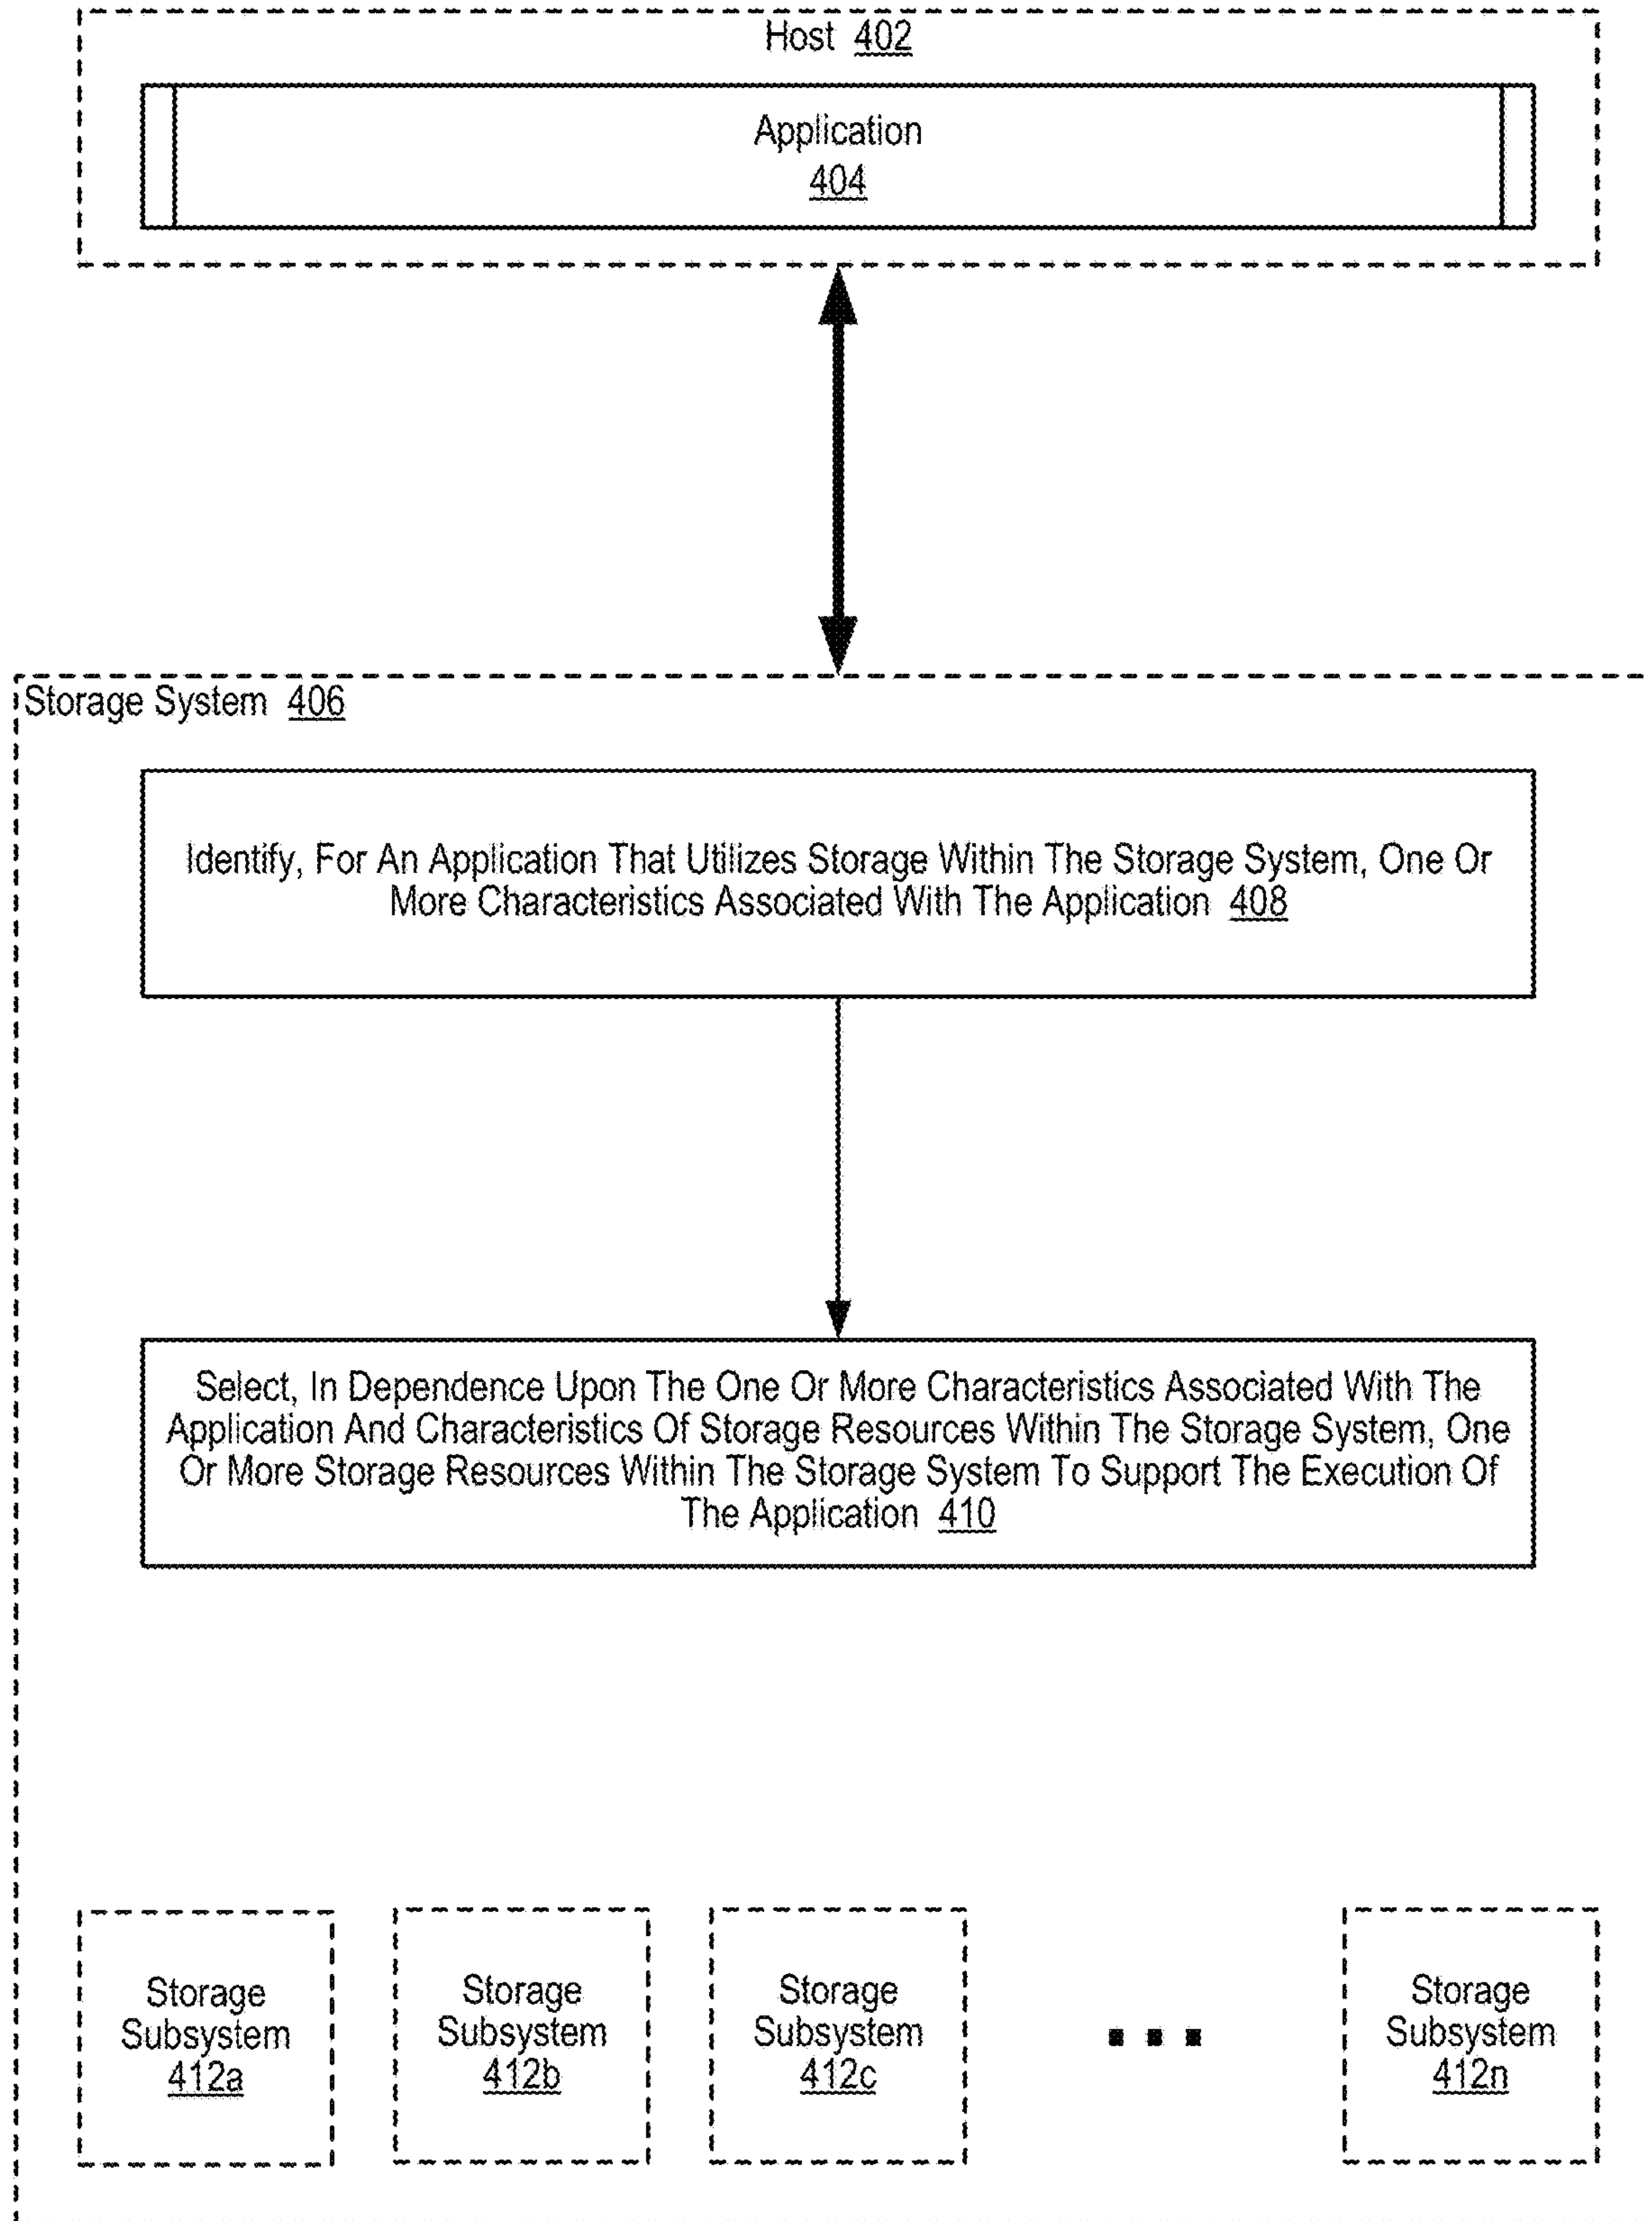 Host 402
Application
404
Storage System 406
Identify, For An Application That Utilizes Storage Within The Storage System, One Or
More Characteristics Associated With The Application 408
Select, In Dependence Upon The One Or More Characteristics Associated With The
Application And Characteristics Of Storage Resources Within The Storage System, One
Or More Storage Resources Within The Storage System To Support The Execution Of
The Application 410
Storage
Subsystem
412a
Storage
Subsystem
412b
Storage
Subsystem
412c
...
Storage
Subsystem
412n